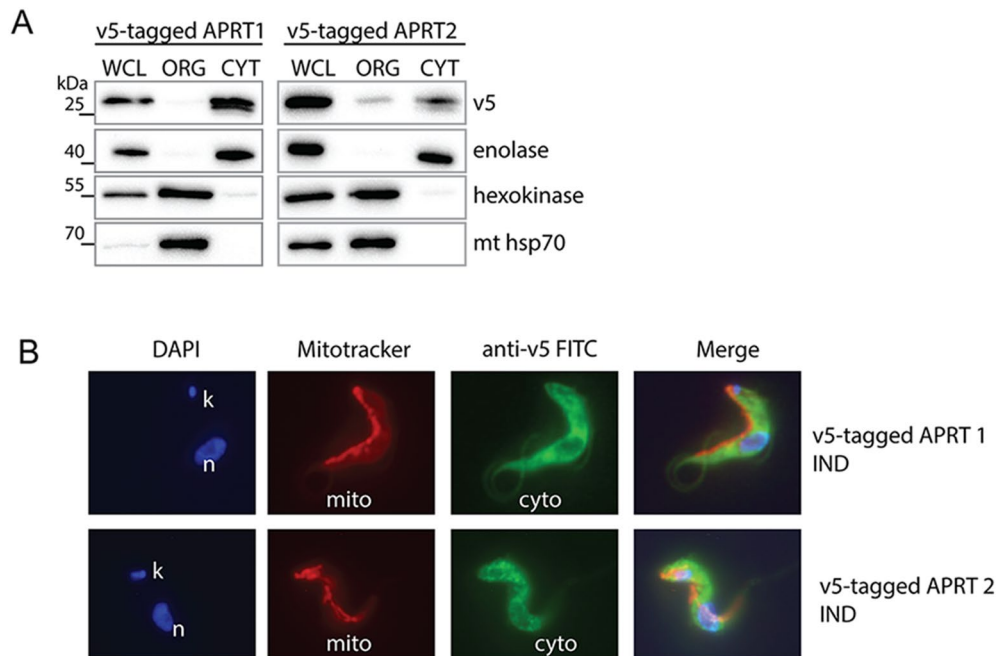 A
v5-tagged APRT1 v5-tagged APRT2
WCL ORG CYT WCL ORG CYT
kDa
25 v5
40 enolase
55 hexokinase
70 mt hsp70
B
DAPI Mitotracker anti-v5 FITC Merge
k
n
mito
cyto
v5-tagged APRT 1
IND
k
n
mito
cyto
v5-tagged APRT 2
IND